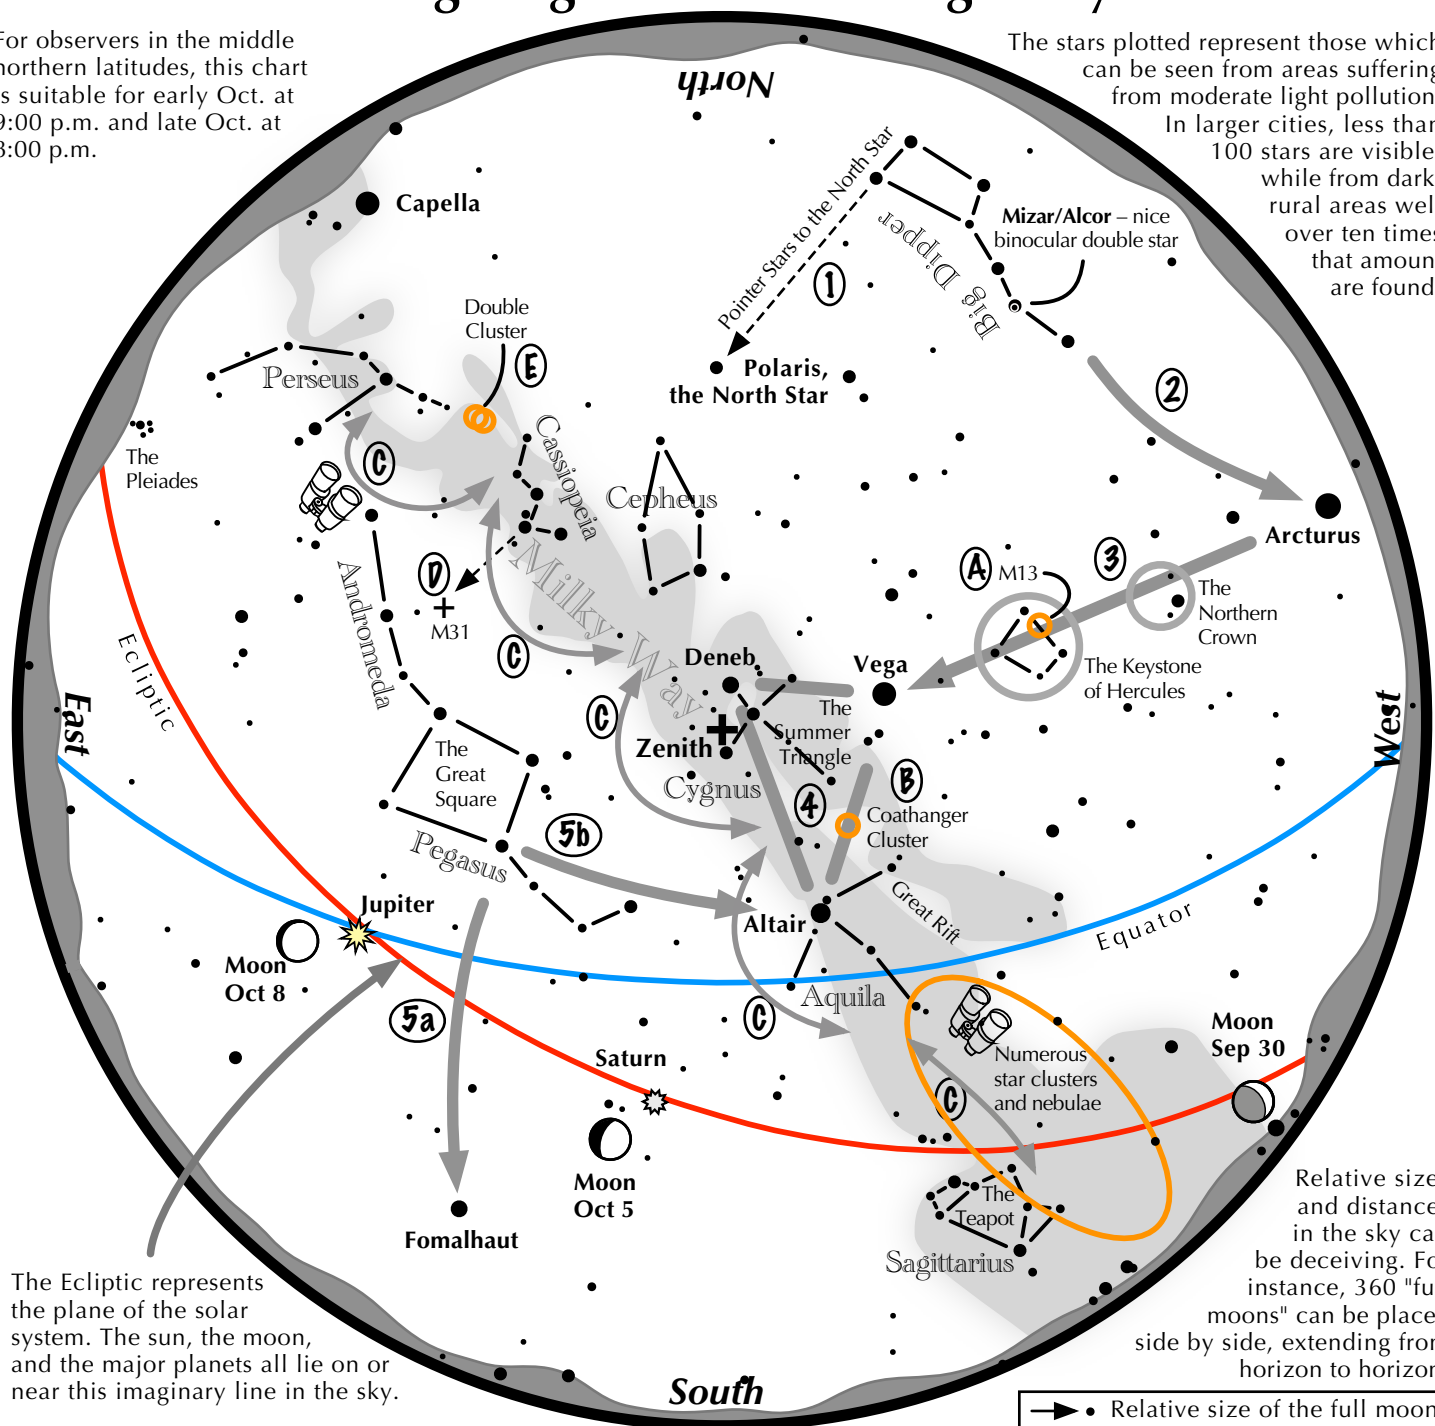 For observers in the middle
northern latitudes, this chart
is suitable for early Oct. at
9:00 p.m. and late Oct. at
8:00 p.m.
The stars plotted represent those which
can be seen from areas suffering
from moderate light pollution.
In larger cities, less than
100 stars are visible,
while from dark,
rural areas well
over ten times
that amount
are found.
North
Capella
Pointer Stars to the North Star
Big Dipper
Mizar/Alcor – nice
binocular double star
1
Double
Cluster
E
Perseus
Polaris,
the North Star
2
The
Pleiades
C
Cassiopeia
Cepheus
Arcturus
Andromeda
D
M31
Milky Way
A
M13
3
The
Northern
Crown
The Keystone
of Hercules
C
Deneb
Vega
Ecliptic
East
West
C
The
Summer
Triangle
Zenith
Cygnus
The
Great
Square
4
B
Coathanger
Cluster
5b
Pegasus
Great Rift
Jupiter
Altair
Equator
Moon
Oct 8
Aquila
5a
C
Moon
Sep 30
Saturn
Numerous
star clusters
and nebulae
C
Moon
Oct 5
The
Teapot
Fomalhaut
Sagittarius
The Ecliptic represents
the plane of the solar
system. The sun, the moon,
and the major planets all lie on or
near this imaginary line in the sky.
Relative size
and distance
in the sky ca
be deceiving. Fo
instance, 360 "fu
moons" can be place
side by side, extending from
horizon to horizon
South
Relative size of the full moon